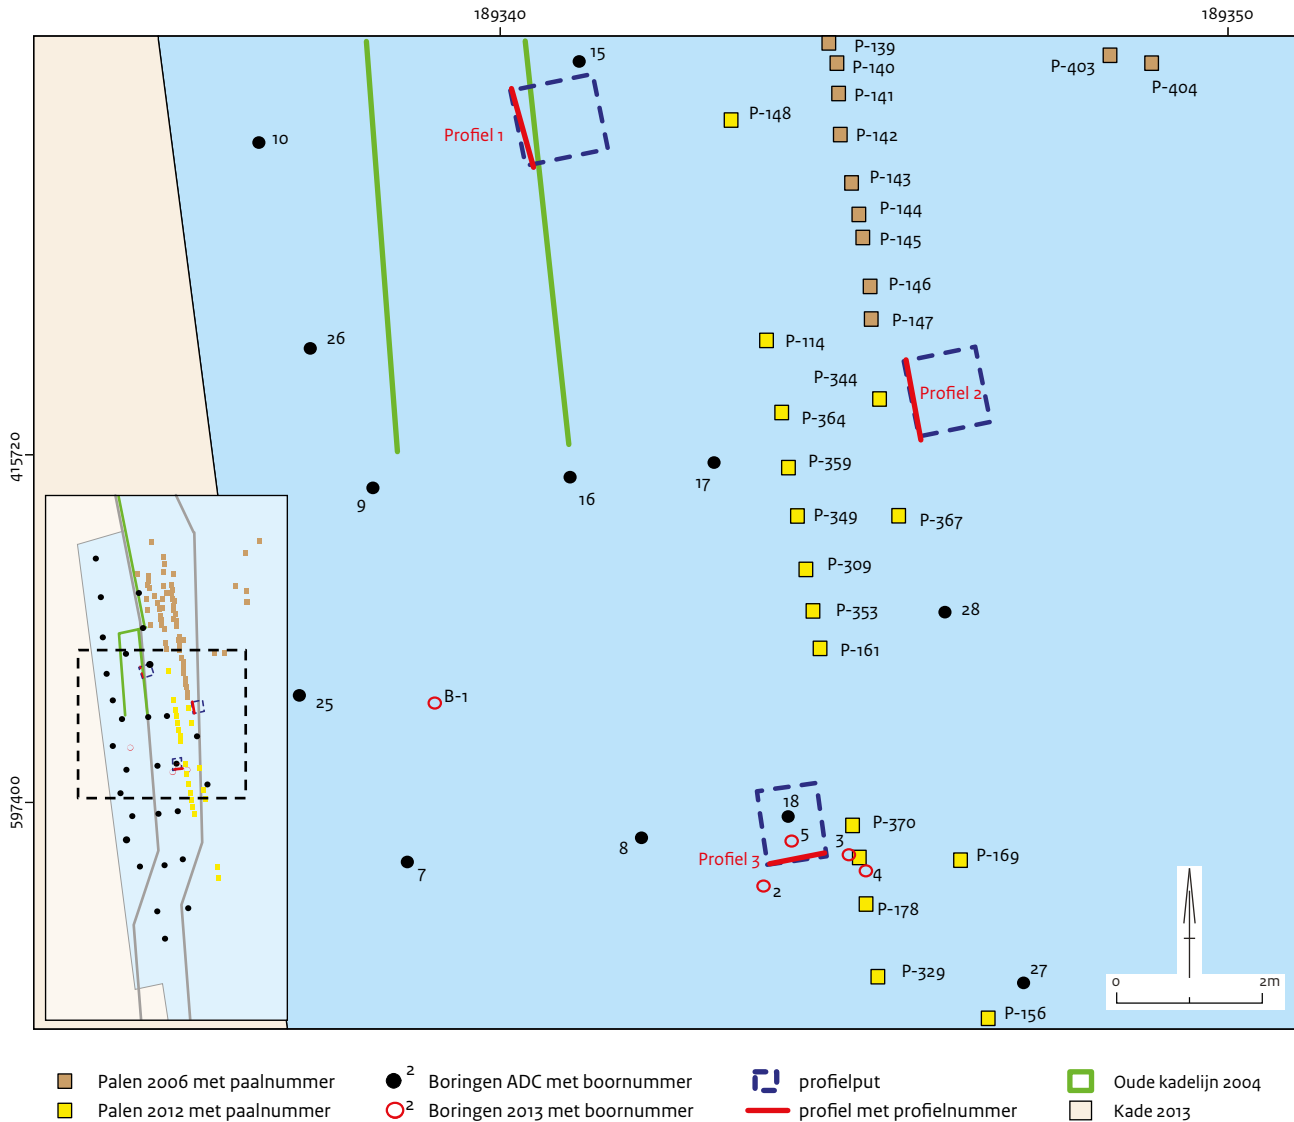 189340
189350
15
P-139
P-140
P-403
P-404
P-141
P-148
Profiel 1
10
P-142
P-143
P-144
P-145
P-146
P-147
26
P-114
P-344
Profiel 2
P-364
415720
P-359
17
16
9
P-349
P-367
P-309
P-353
28
P-161
25
B-1
597400
18
P-370
5
3
8
Profiel 3
P-169
7
4
2
P-178
P-329
27
0
2m
P-156
2
Palen 2006 met paalnummer
Boringen ADC met boornummer
profielput
Oude kadelijn 2004
2
Palen 2012 met paalnummer
Boringen 2013 met boornummer
profiel met profielnummer
Kade 2013